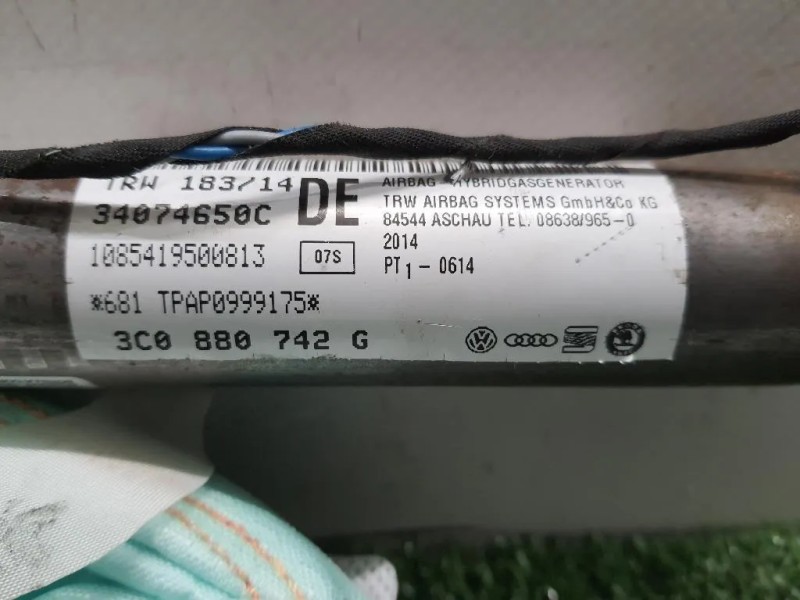 TRW 183/14
34074650C
DE
1085419500813
07S
*681 TPAP0999175*
3C0 880 742 G
AIRBAG HYBRIDGASGENERATOR
TRW AIRBAG SYSTEMS GmbH&Co KG
84544 ASCHAU TEL. 08638/965-0
2014
PT1 - 0614